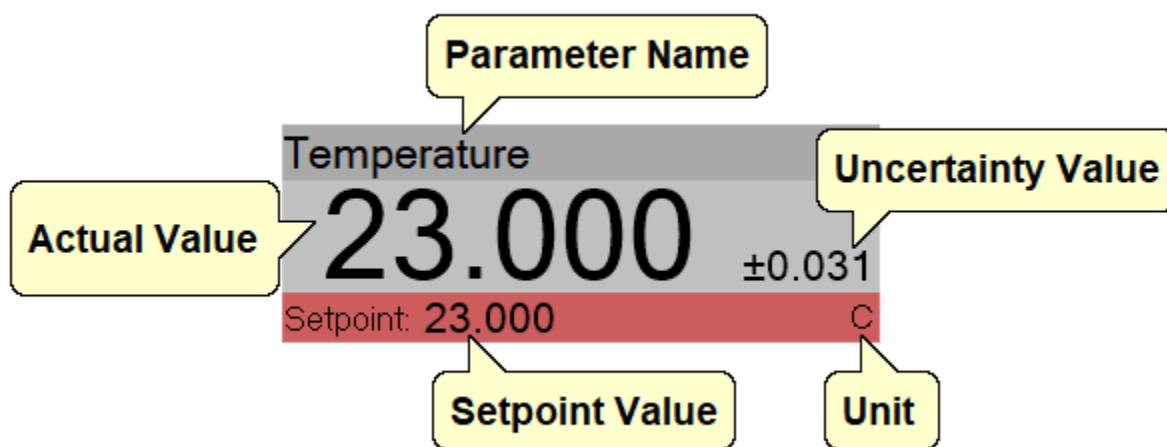 Parameter Name
Temperature
Uncertainty Value
Actual Value
23.000
±0.031
Setpoint: 23.000 C
Setpoint Value
Unit